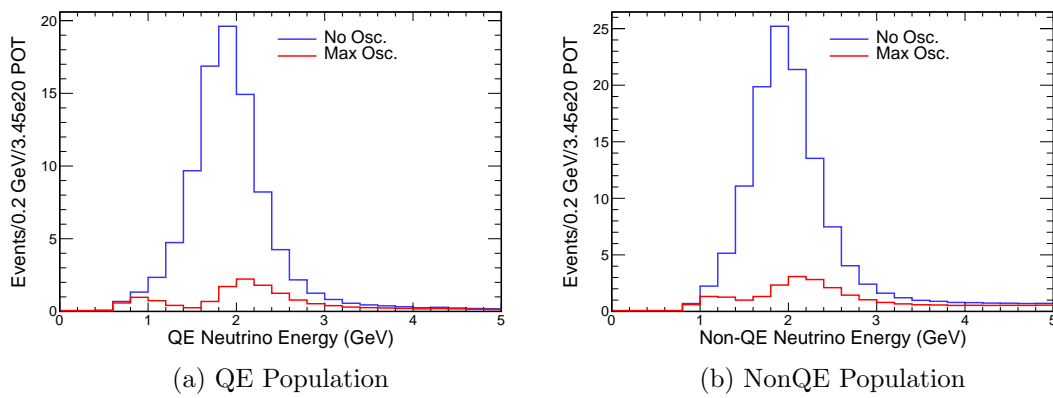 No Osc.
Max Osc.
Events/0.2 GeV/3.45e20 POT
20
15
10
5
0
0 1 2 3 4 5
QE Neutrino Energy (GeV)
(a) QE Population
No Osc.
Max Osc.
Events/0.2 GeV/3.45e20 POT
25
20
15
10
5
0
0 1 2 3 4 5
Non-QE Neutrino Energy (GeV)
(b) NonQE Population